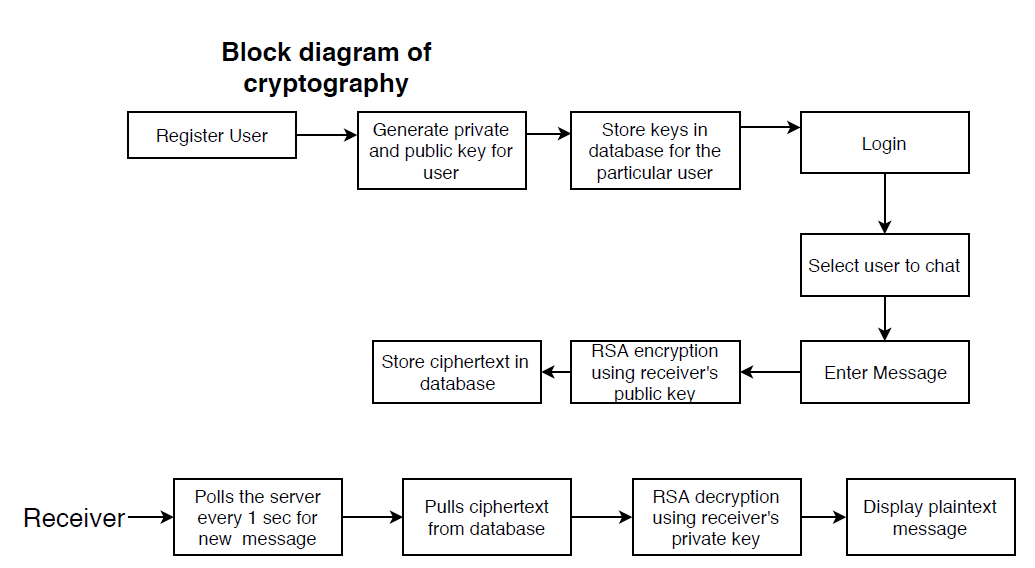 Block diagram of
cryptography
Register User
Generate private
and public key for
user
Store keys in
database for the
particular user
Login
Select user to chat
Enter Message
RSA encryption
using receiver's
public key
Store ciphertext in
database
Receiver
Polls the server
every 1 sec for
new message
Pulls ciphertext
from database
RSA decryption
using receiver's
private key
Display plaintext
message